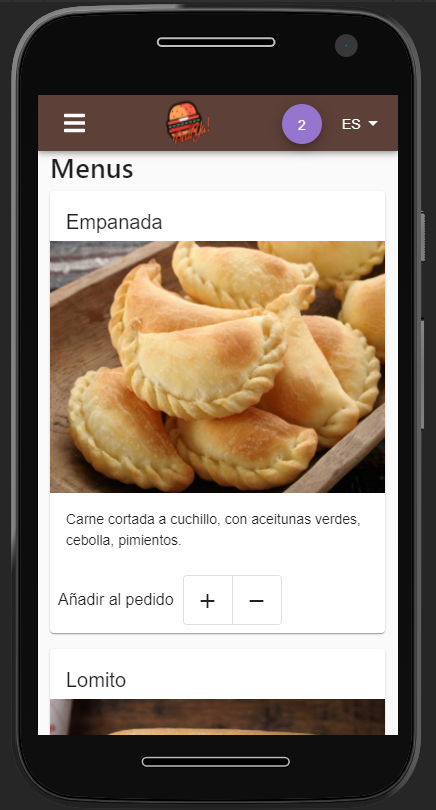 2
ES
Menus
Empanada
Carne cortada a cuchillo, con aceitunas verdes,
cebolla, pimientos.
Añadir al pedido
+
−
Lomito